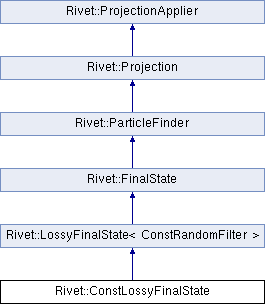 Rivet::ProjectionApplier
Rivet::Projection
Rivet::ParticleFinder
Rivet::FinalState
Rivet::LossyFinalState< ConstRandomFilter >
Rivet::ConstLossyFinalState